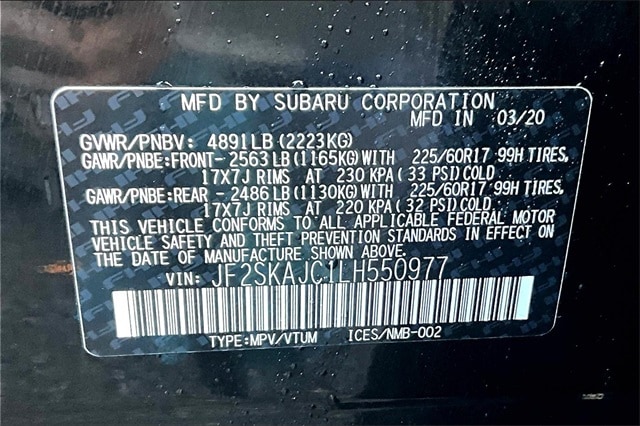 MFD BY SUBARU CORPORATION
MFD IN 03/20
GVWR/PNBV: 4891LB(2223KG)
GAWR/PNBE:FRONT-2563LB(1165KG)WITH 225/60R17 99H TIRES,
17X7J RIMS AT 230 KPA(33 PSI)COLD
GAWR/PNBE:REAR -2486LB(1130KG)WITH 225/60R17 99H TIRES,
17X7J RIMS AT 220 KPA(32 PSI)COLD
THIS VEHICLE CONFORMS TO ALL APPLICABLE FEDERAL MOTOR
VEHICLE SAFETY AND THEFT PREVENTION STANDARDS IN EFFECT ON
THE DATE OF MANUFACTURE SHOWN ABOVE.
VIN: JF2SKAJC1LH550977
TYPE:MPV/VTUM ICES/NMB-002